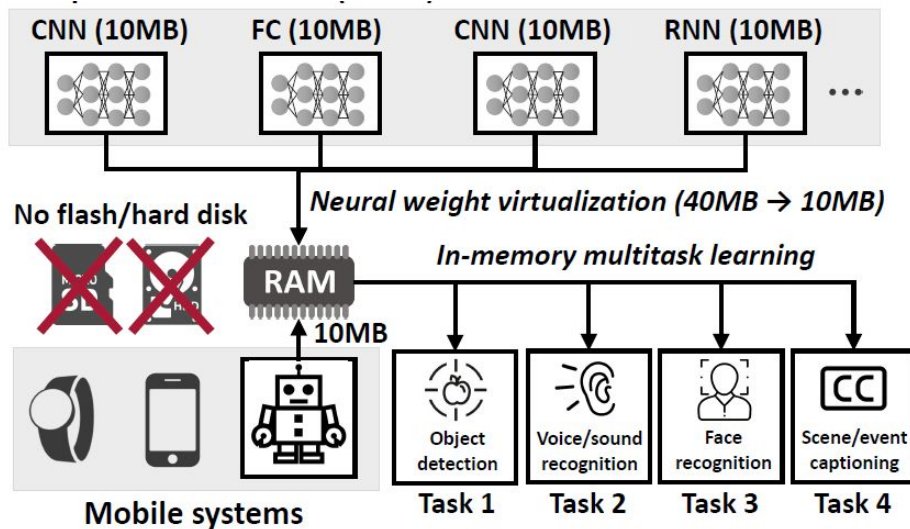 CNN (10MB) FC (10MB) CNN (10MB) RNN (10MB)
...
Neural weight virtualization (40MB → 10MB)
No flash/hard disk
In-memory multitask learning
RAM
10MB
Object
detection
Voice/sound
recognition
Face
recognition
CC
Scene/event
captioning
Mobile systems
Task 1 Task 2 Task 3 Task 4